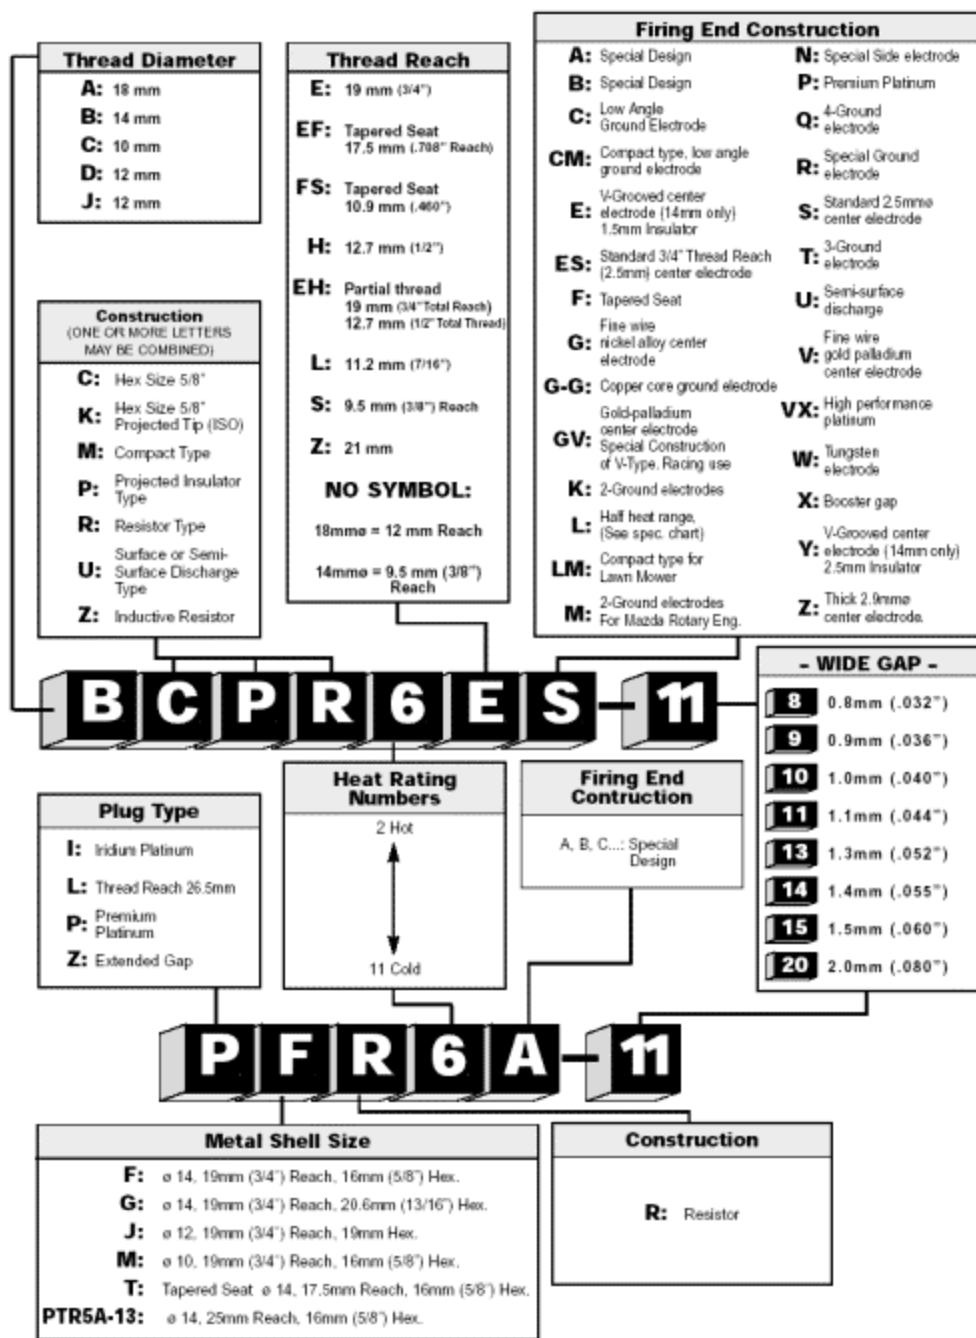 Thread Diameter
A: 18 mm
B: 14 mm
C: 10 mm
D: 12 mm
J: 12 mm
Construction
(ONE OR MORE LETTERS
MAY BE COMBINED)
C: Hex Size 5/8"
K: Hex Size 5/8"
Projected Tip (ISO)
M: Compact Type
P: Projected Insulator
Type
R: Resistor Type
U: Surface or Semi-
Surface Discharge
Type
Z: Inductive Resistor
Thread Reach
E: 19 mm (3/4")
EF: Tapered Seat
17.5 mm (.708" Reach)
FS: Tapered Seat
10.9 mm (.460")
H: 12.7 mm (1/2")
EH: Partial thread
19 mm (3/4" Total Reach)
12.7 mm (1/2" Total Thread)
L: 11.2 mm (7/16")
S: 9.5 mm (3/8") Reach
Z: 21 mm
NO SYMBOL:
18mmø = 12 mm Reach
14mmø = 9.5 mm (3/8")
Reach
Firing End Construction
A: Special Design
B: Special Design
C: Low Angle
Ground Electrode
CM: Compact type, low angle
ground electrode
E: V-Grooved center
electrode (14mm only)
1.5mm Insulator
ES: Standard 3/4" Thread Reach
(2.5mm) center electrode
F: Tapered Seat
G: Fine wire
nickel alloy center
electrode
G-G: Copper core ground electrode
GV: Gold-palladium
center electrode
Special Construction
of V-Type. Racing use
K: 2-Ground electrodes
L: Half heat range,
(See spec. chart)
LM: Compact type for
Lawn Mower
M: 2-Ground electrodes
For Mazda Rotary Eng.
N: Special Side electrode
P: Premium Platinum
Q: 4-Ground
electrode
R: Special Ground
electrode
S: Standard 2.5mmø
center electrode
T: 3-Ground
electrode
U: Semi-surface
discharge
V: Fine wire
gold palladium
center electrode
VX: High performance
platinum
W: Tungsten
electrode
X: Booster gap
Y: V-Grooved center
electrode (14mm only)
2.5mm Insulator
Z: Thick 2.9mmø
center electrode.
B C P R 6 E S - 11
- WIDE GAP -
8 0.8mm (.032")
9 0.9mm (.036")
10 1.0mm (.040")
11 1.1mm (.044")
13 1.3mm (.052")
14 1.4mm (.055")
15 1.5mm (.060")
20 2.0mm (.080")
Plug Type
I: Iridium Platinum
L: Thread Reach 26.5mm
P: Premium
Platinum
Z: Extended Gap
Heat Rating
Numbers
2 Hot
11 Cold
Firing End
Contruction
A, B, C...: Special
Design
P F R 6 A - 11
Metal Shell Size
F: ø 14, 19mm (3/4") Reach, 16mm (5/8") Hex.
G: ø 14, 19mm (3/4") Reach, 20.6mm (13/16") Hex.
J: ø 12, 19mm (3/4") Reach, 19mm Hex.
M: ø 10, 19mm (3/4") Reach, 16mm (5/8") Hex.
T: Tapered Seat ø 14, 17.5mm Reach, 16mm (5/8") Hex.
PTR5A-13: ø 14, 25mm Reach, 16mm (5/8") Hex.
Construction
R: Resistor